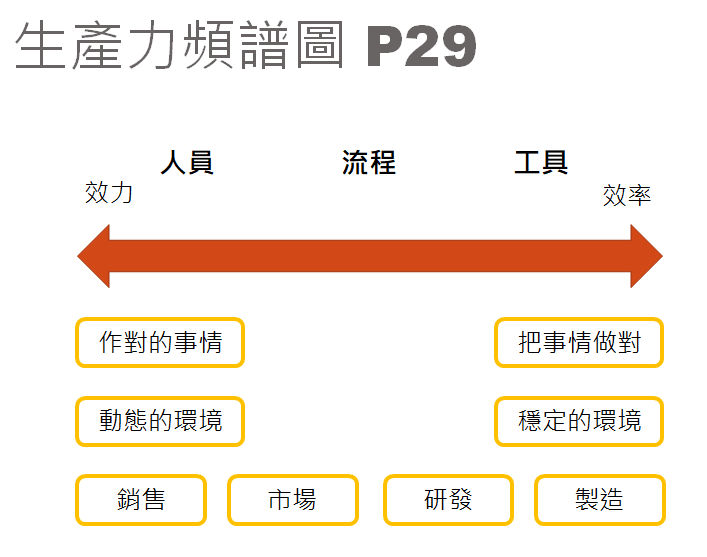 生產力頻譜圖 P29
人員 流程 工具
效力 效率
作對的事情 把事情做對
動態的環境 穩定的環境
銷售 市場 研發 製造